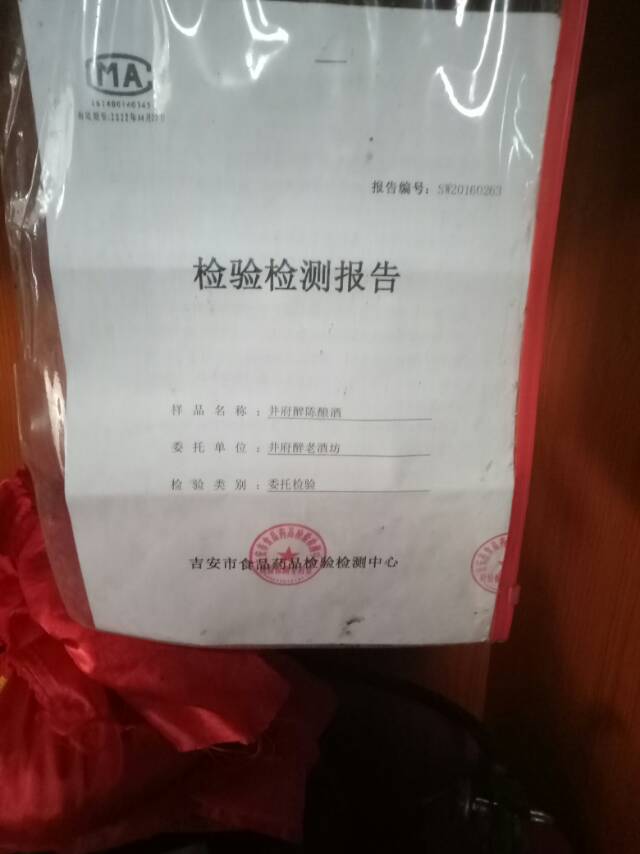 MA
报告编号：SW20160263
检验检测报告
样品名称：井府醉陈酿酒
委托单位：井府醉老酒坊
检验类别：委托检验
吉安市食品药品检验检测中心